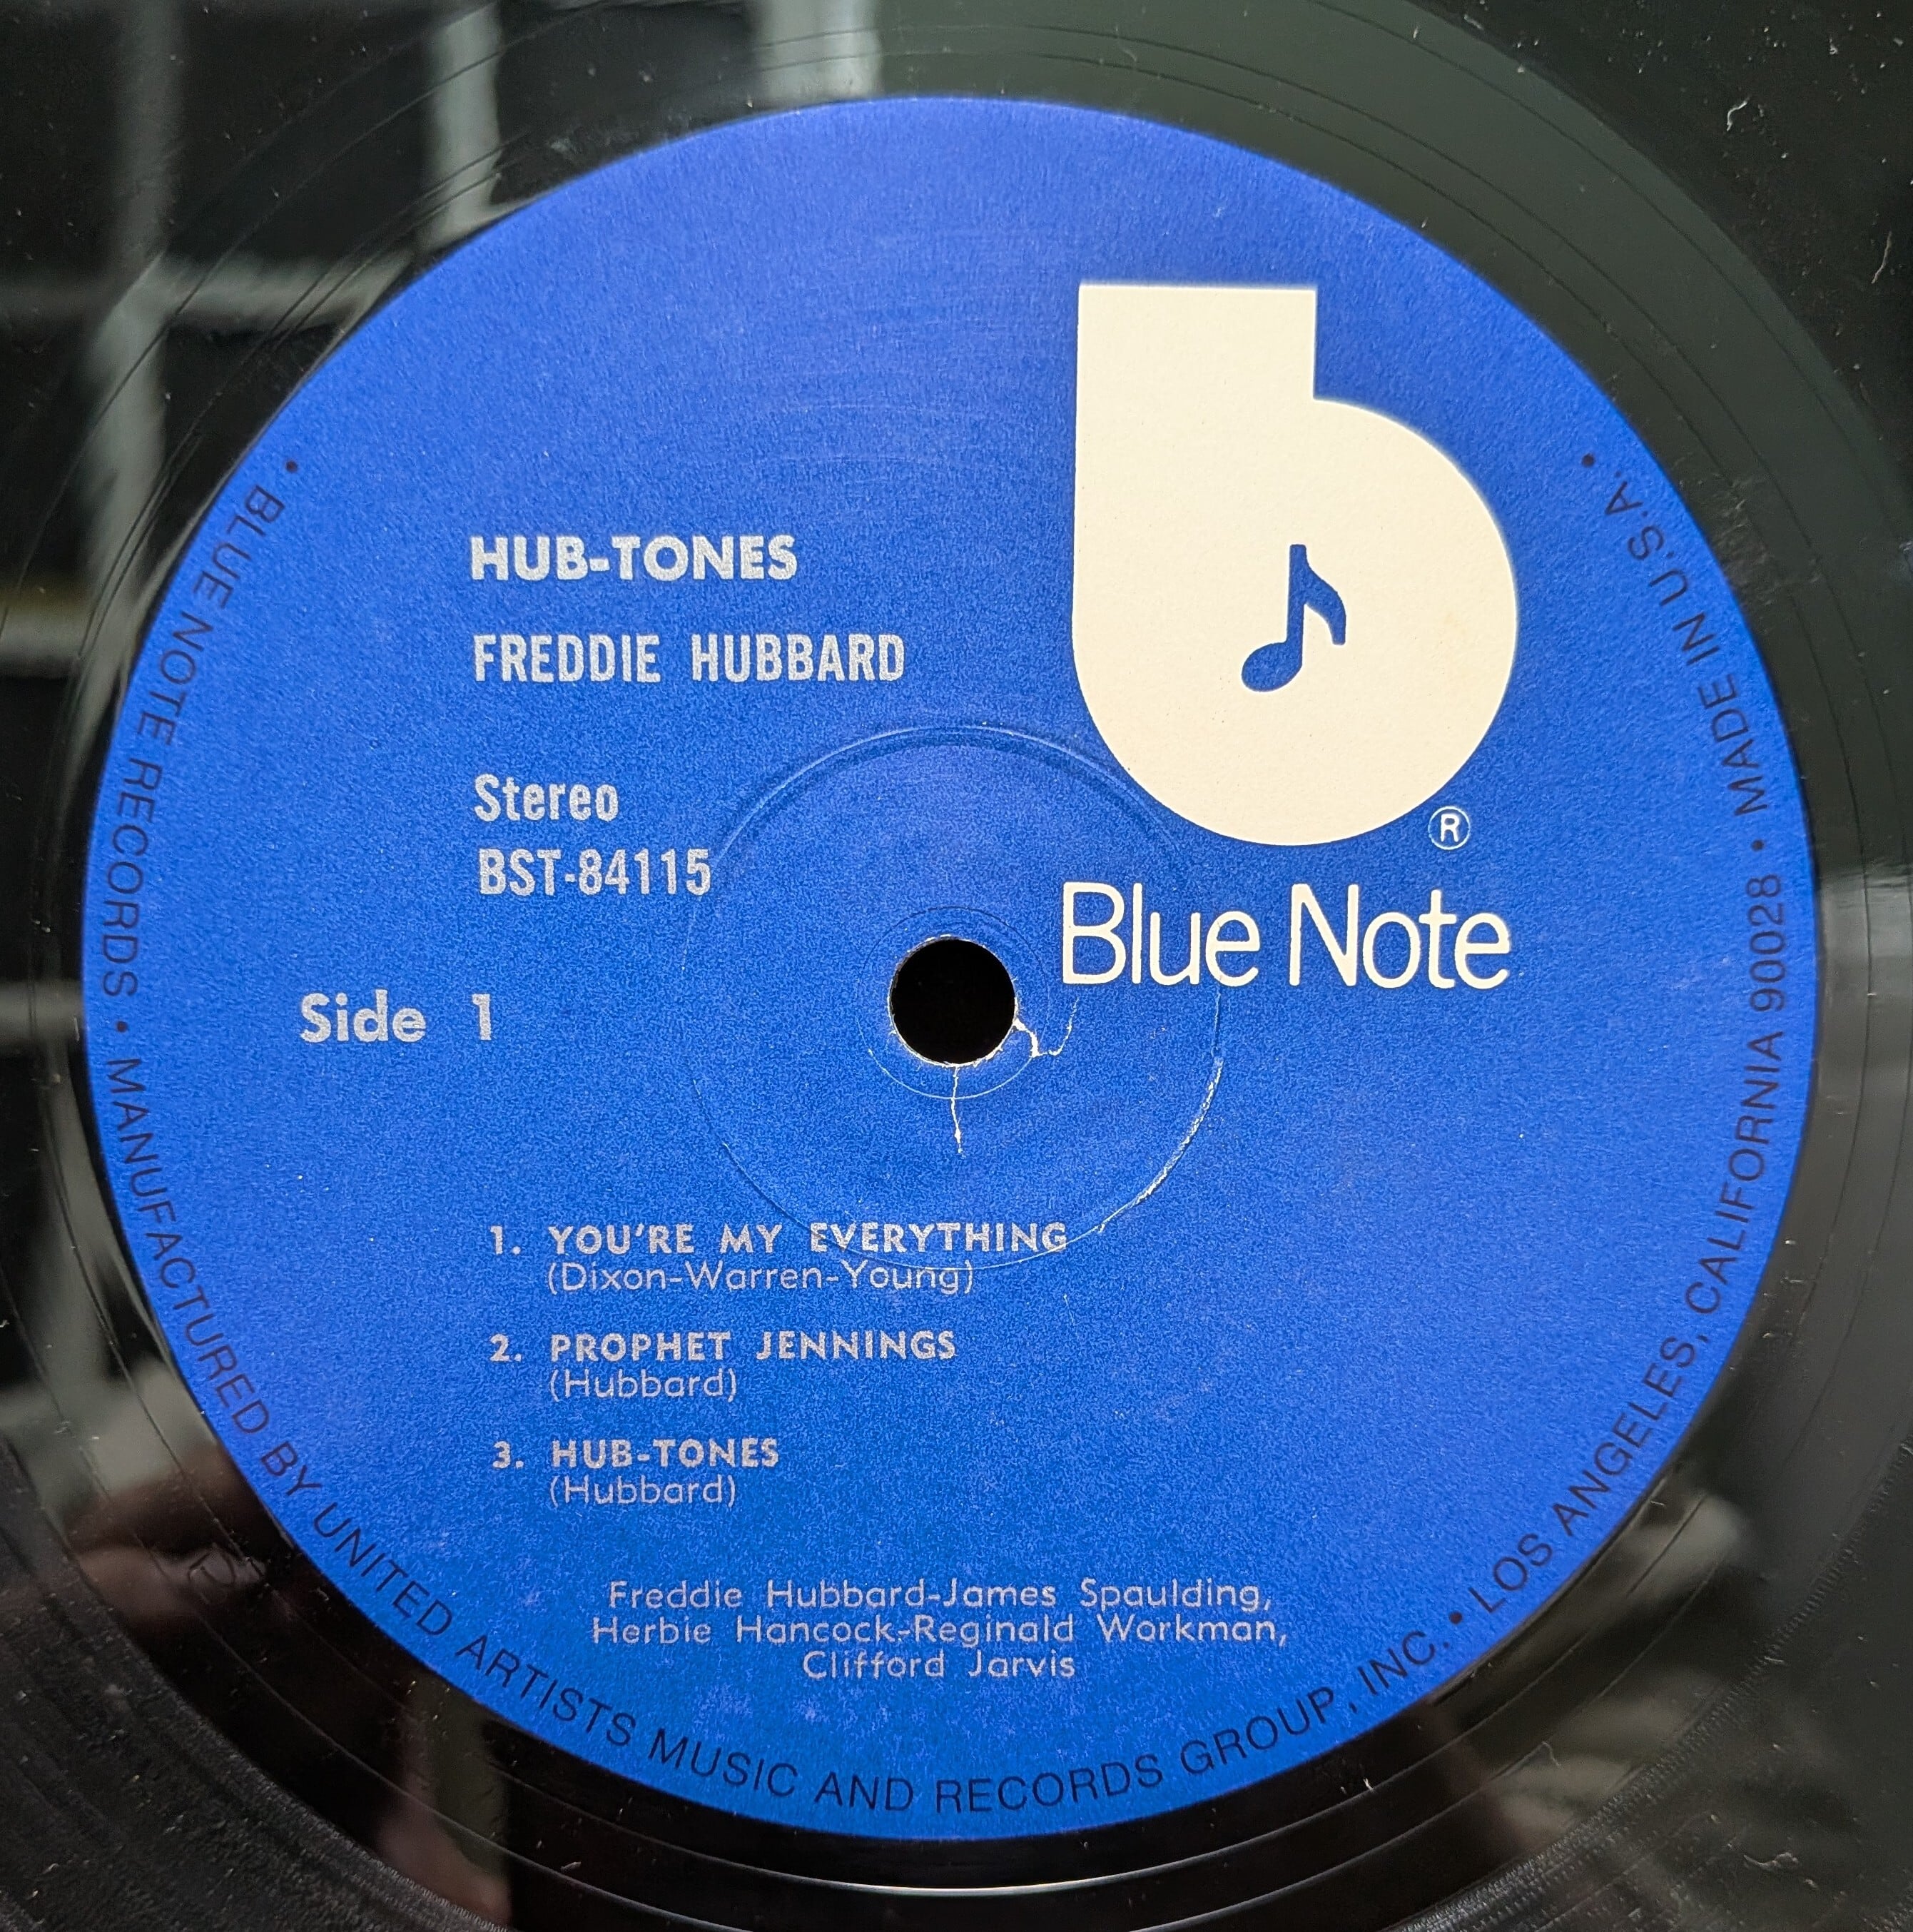 HUB-TONES
FREDDIE HUBBARD
Stereo
BST-84115
Side 1
®
Blue Note
1. YOU'RE MY EVERYTHING
(Dixon-Warren-Young)
2. PROPHET JENNINGS
(Hubbard)
3. HUB-TONES
(Hubbard)
Freddie Hubbard-James Spaulding,
Herbie Hancock-Reginald Workman,
Clifford Jarvis
• BLUE NOTE RECORDS • MANUFACTURED BY UNITED ARTISTS MUSIC AND RECORDS GROUP, INC. • LOS ANGELES, CALIFORNIA 90028 • MADE IN U.S.A. •